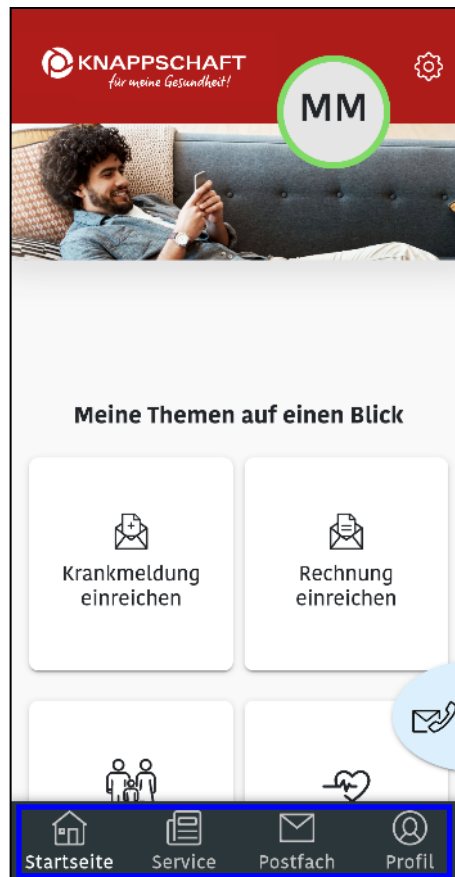 KNAPPSCHAFT
für meine Gesundheit!
MM
Meine Themen auf einen Blick
Krankmeldung
einreichen
Rechnung
einreichen
Startseite
Service
Postfach
Profil